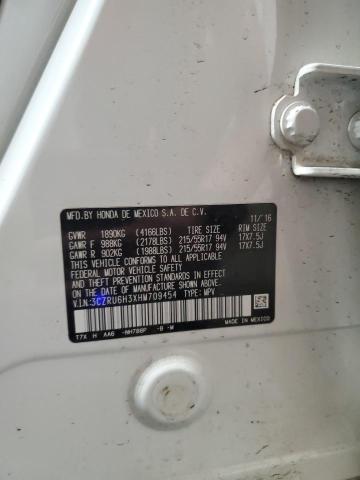 MFD.BY HONDA DE MEXICO S.A. DE C.V. 11/16
GVWR 1890KG (4166LBS) TIRE SIZE RIM SIZE
GAWR F 988KG (2178LBS) 215/55R17 94V 17X7.5J
GAWR R 902KG (1988LBS) 215/55R17 94V 17X7.5J
THIS VEHICLE CONFORMS TO ALL APPLICABLE
FEDERAL MOTOR VEHICLE SAFETY AND THEFT
PREVENTION STANDARDS IN EFFECT ON THE DATE
OF MANUFACTURE SHOWN ABOVE.
V.I.N:3CZRU6H3XHM709454 TYPE: MPV
T7X H AA6 -NH788P -B -W
MADE IN MEXICO